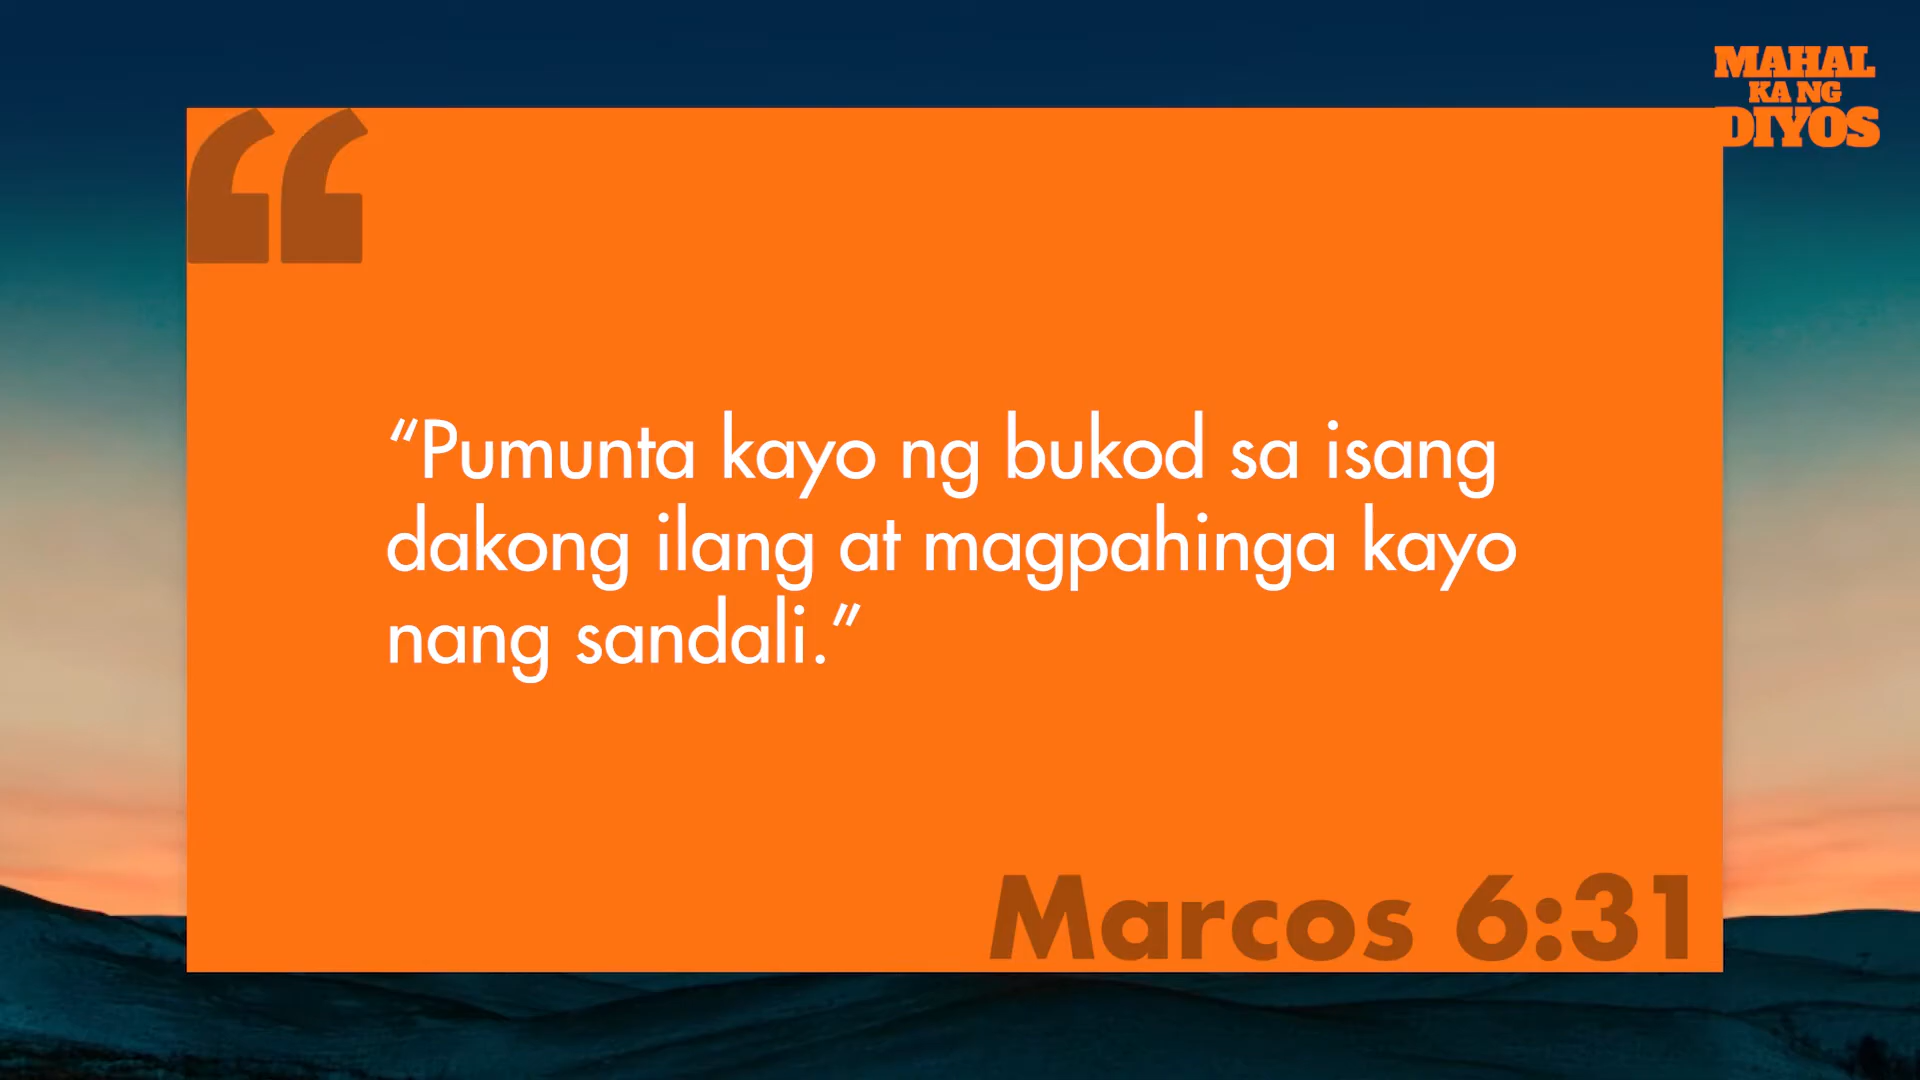 MAHAL
KA NG
DIYOS
“Pumunta kayo ng bukod sa isang
dakong ilang at magpahinga kayo
nang sandali.”
Marcos 6:31